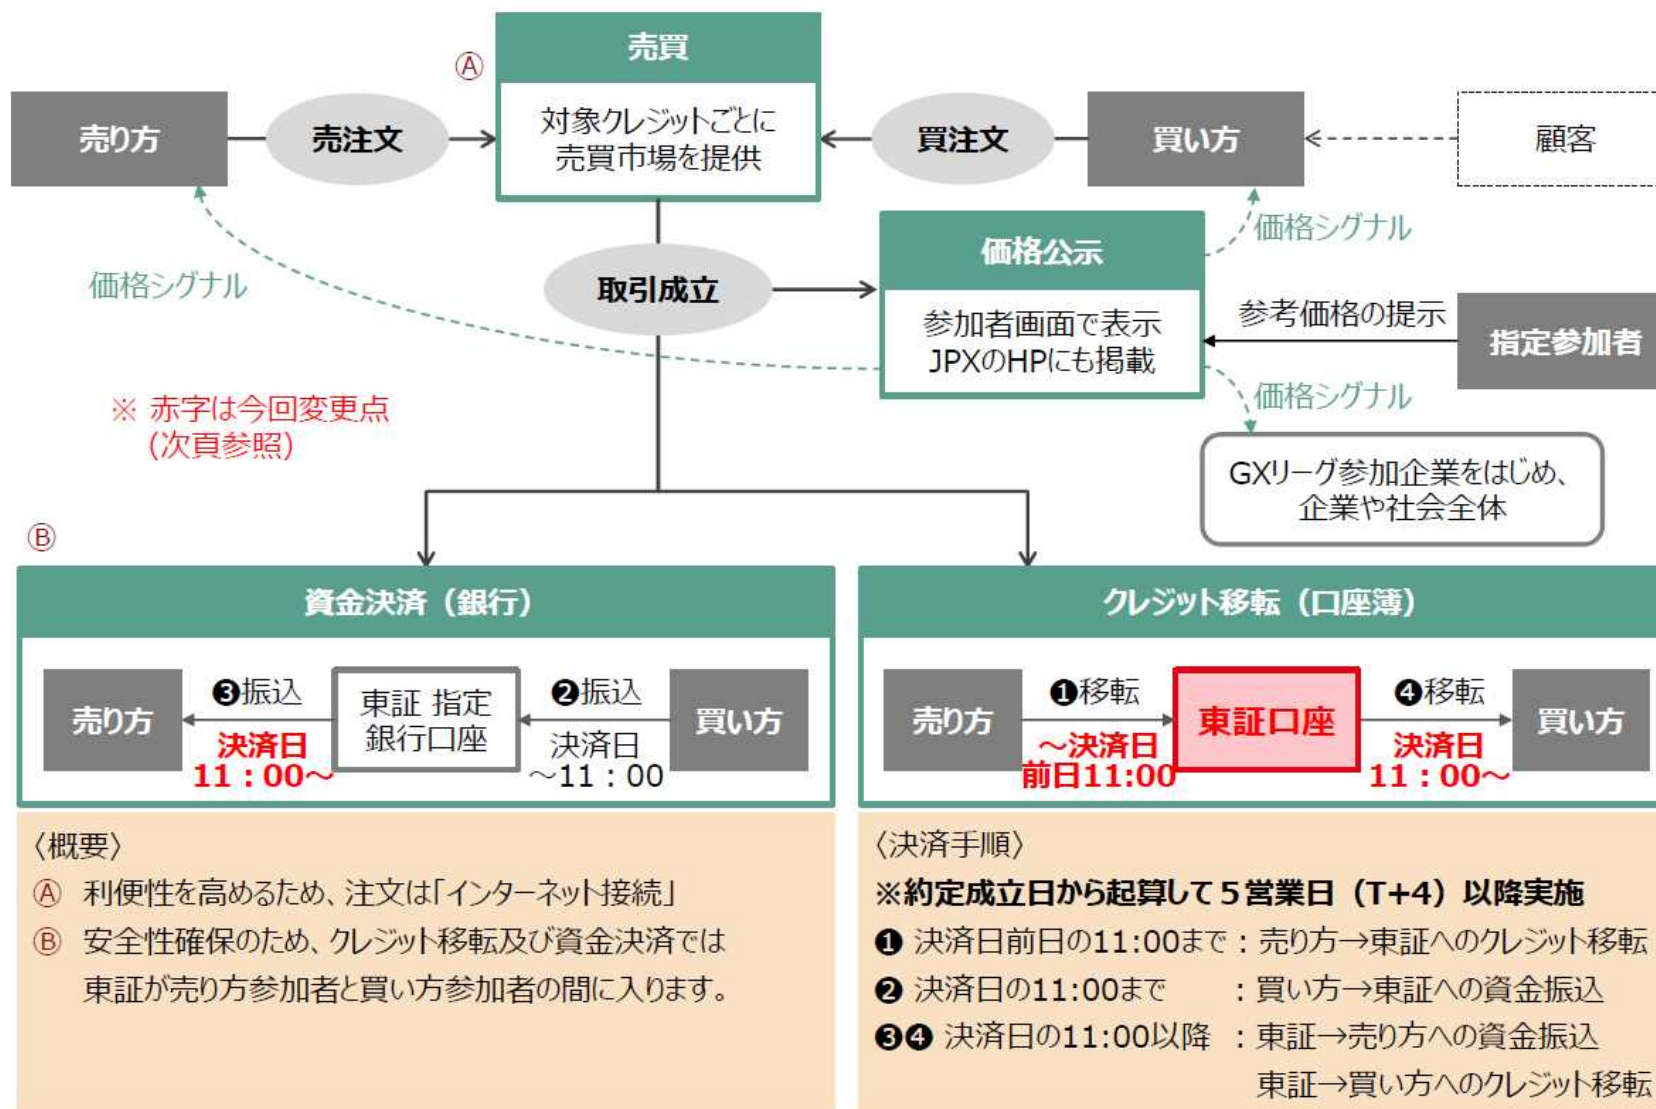 売買
Ⓐ
対象クレジットごとに
売買市場を提供
売り方
売注文
買注文
買い方
顧客
価格シグナル
価格公示
価格シグナル
取引成立
参加者画面で表示
JPXのHPにも掲載
参考価格の提示
指定参加者
価格シグナル
※ 赤字は今回変更点
(次頁参照)
GXリーグ参加企業をはじめ、
企業や社会全体
Ⓑ
資金決済（銀行）
売り方
❸振込
決済日
11：00～
東証 指定
銀行口座
❷振込
決済日
～11：00
買い方
クレジット移転（口座簿）
売り方
❶移転
～決済日
前日11:00
東証口座
❹移転
決済日
11：00～
買い方
〈概要〉
Ⓐ 利便性を高めるため、注文は「インターネット接続」
Ⓑ 安全性確保のため、クレジット移転及び資金決済では
東証が売り方参加者と買い方参加者の間に入ります。
〈決済手順〉
※約定成立日から起算して５営業日（T+4）以降実施
❶ 決済日前日の11:00まで：売り方→東証へのクレジット移転
❷ 決済日の11:00まで ：買い方→東証への資金振込
❸❹ 決済日の11:00以降 ：東証→売り方への資金振込
東証→買い方へのクレジット移転